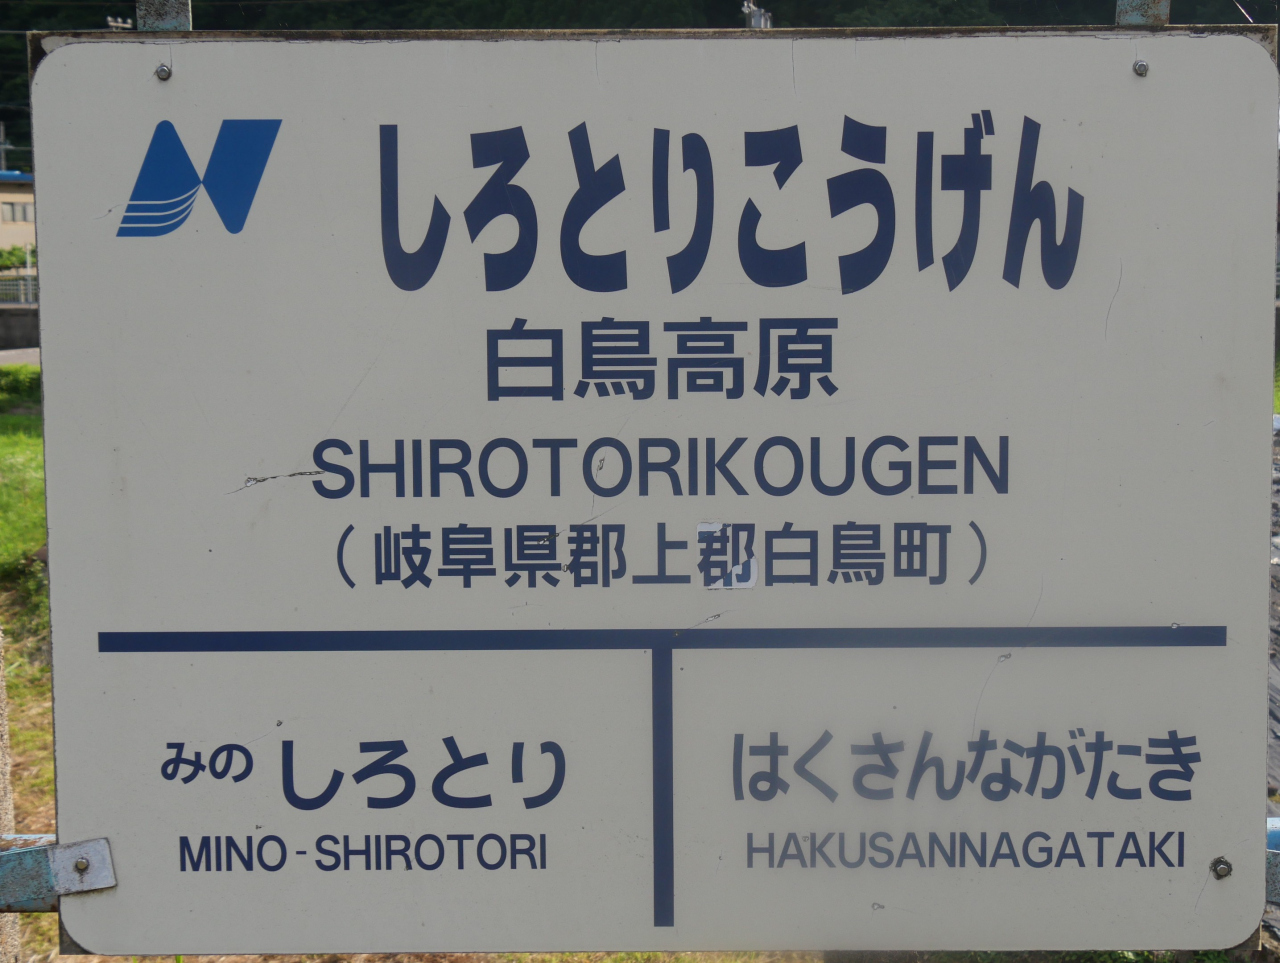 しろとりこうげん
白鳥高原
SHIROTORIKOUGEN
（岐阜県郡上郡白鳥町）
みのしろとり
MINO-SHIROTORI
はくさんながたき
HAKUSANNAGATAKI